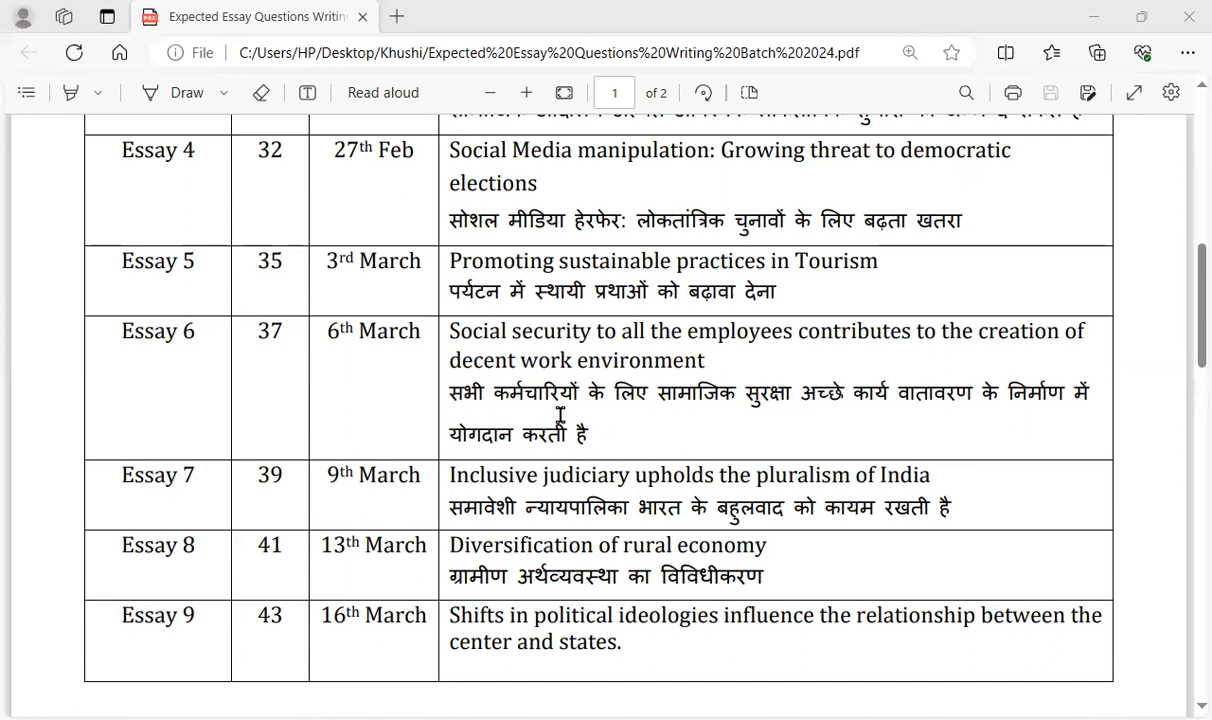 Expected Essay Questions Writin
File C:/Users/HP/Desktop/Khushi/Expected%20Essay%20Questions%20Writing%20Batch%202024.pdf
Draw Read aloud 1 of 2
Essay 4 32 27th Feb Social Media manipulation: Growing threat to democratic
elections
सोशल मीडिया हेरफेर: लोकतांत्रिक चुनावों के लिए बढ़ता खतरा
Essay 5 35 3rd March Promoting sustainable practices in Tourism
पर्यटन में स्थायी प्रथाओं को बढ़ावा देना
Essay 6 37 6th March Social security to all the employees contributes to the creation of
decent work environment
सभी कर्मचारियों के लिए सामाजिक सुरक्षा अच्छे कार्य वातावरण के निर्माण में
योगदान करती है
Essay 7 39 9th March Inclusive judiciary upholds the pluralism of India
समावेशी न्यायपालिका भारत के बहुलवाद को कायम रखती है
Essay 8 41 13th March Diversification of rural economy
ग्रामीण अर्थव्यवस्था का विविधीकरण
Essay 9 43 16th March Shifts in political ideologies influence the relationship between the
center and states.